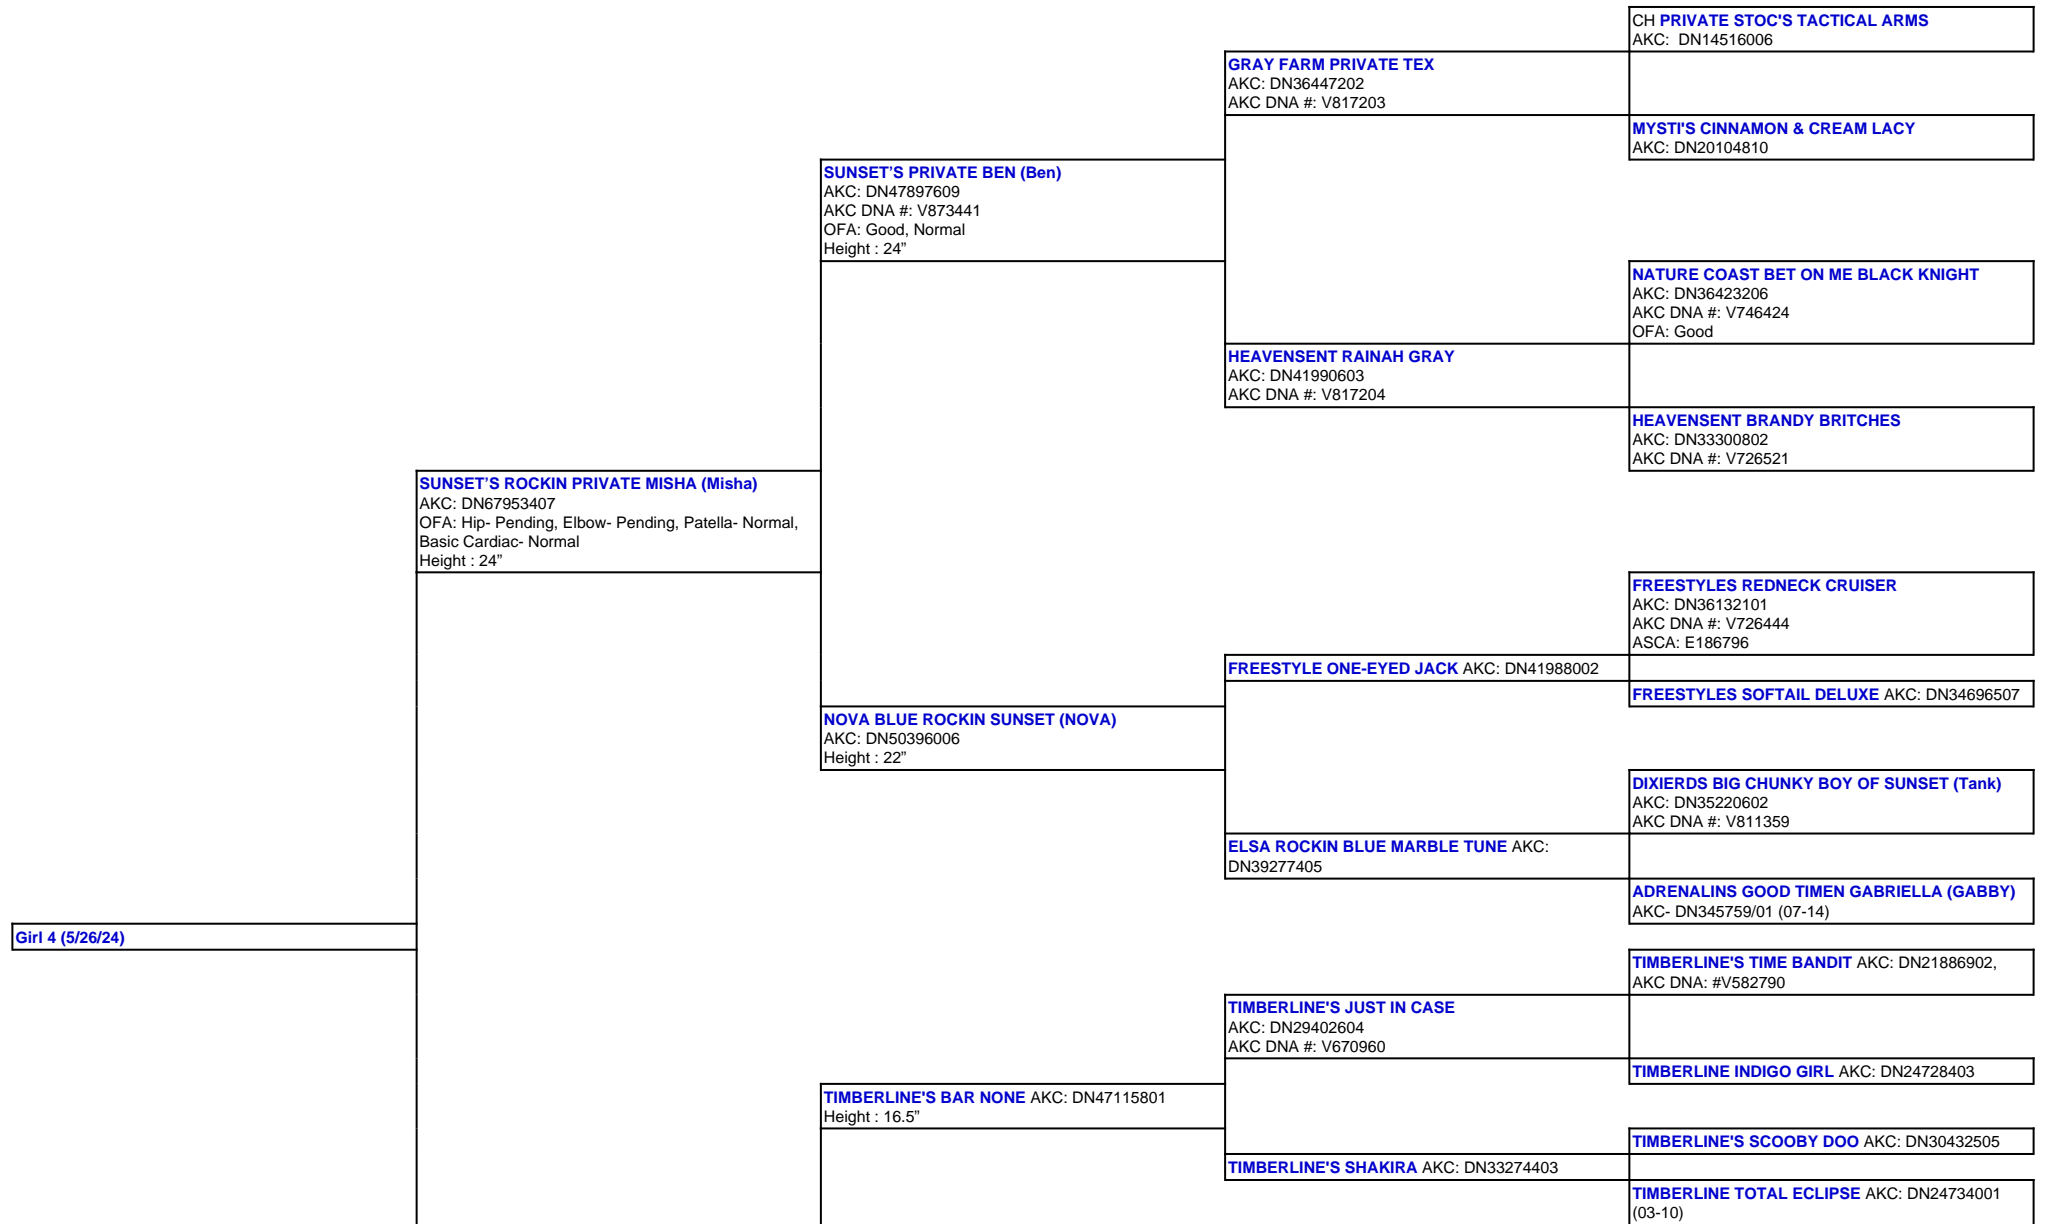 CH PRIVATE STOC'S TACTICAL ARMS
AKC:  DN14516006
GRAY FARM PRIVATE TEX
AKC: DN36447202
AKC DNA #: V817203
MYSTI'S CINNAMON & CREAM LACY
AKC: DN20104810
SUNSET’S PRIVATE BEN (Ben)
AKC: DN47897609
AKC DNA #: V873441
OFA: Good, Normal
Height : 24”
NATURE COAST BET ON ME BLACK KNIGHT
AKC: DN36423206
AKC DNA #: V746424
OFA: Good
HEAVENSENT RAINAH GRAY
AKC: DN41990603
AKC DNA #: V817204
HEAVENSENT BRANDY BRITCHES
AKC: DN33300802
AKC DNA #: V726521
SUNSET’S ROCKIN PRIVATE MISHA (Misha)
AKC: DN67953407
OFA: Hip- Pending, Elbow- Pending, Patella- Normal,
Basic Cardiac- Normal
Height : 24”
FREESTYLES REDNECK CRUISER
AKC: DN36132101
AKC DNA #: V726444
ASCA: E186796
FREESTYLE ONE-EYED JACK AKC: DN41988002
FREESTYLES SOFTAIL DELUXE AKC: DN34696507
NOVA BLUE ROCKIN SUNSET (NOVA)
AKC: DN50396006
Height : 22”
DIXIERDS BIG CHUNKY BOY OF SUNSET (Tank)
AKC: DN35220602
AKC DNA #: V811359
ELSA ROCKIN BLUE MARBLE TUNE AKC:
DN39277405
ADRENALINS GOOD TIMEN GABRIELLA (GABBY)
AKC- DN345759/01 (07-14)
Girl 4 (5/26/24)
TIMBERLINE'S TIME BANDIT AKC: DN21886902,
AKC DNA: #V582790
TIMBERLINE'S JUST IN CASE
AKC: DN29402604
AKC DNA #: V670960
TIMBERLINE INDIGO GIRL AKC: DN24728403
TIMBERLINE'S BAR NONE AKC: DN47115801
Height : 16.5”
TIMBERLINE'S SCOOBY DOO AKC: DN30432505
TIMBERLINE'S SHAKIRA AKC: DN33274403
TIMBERLINE TOTAL ECLIPSE AKC: DN24734001
(03-10)